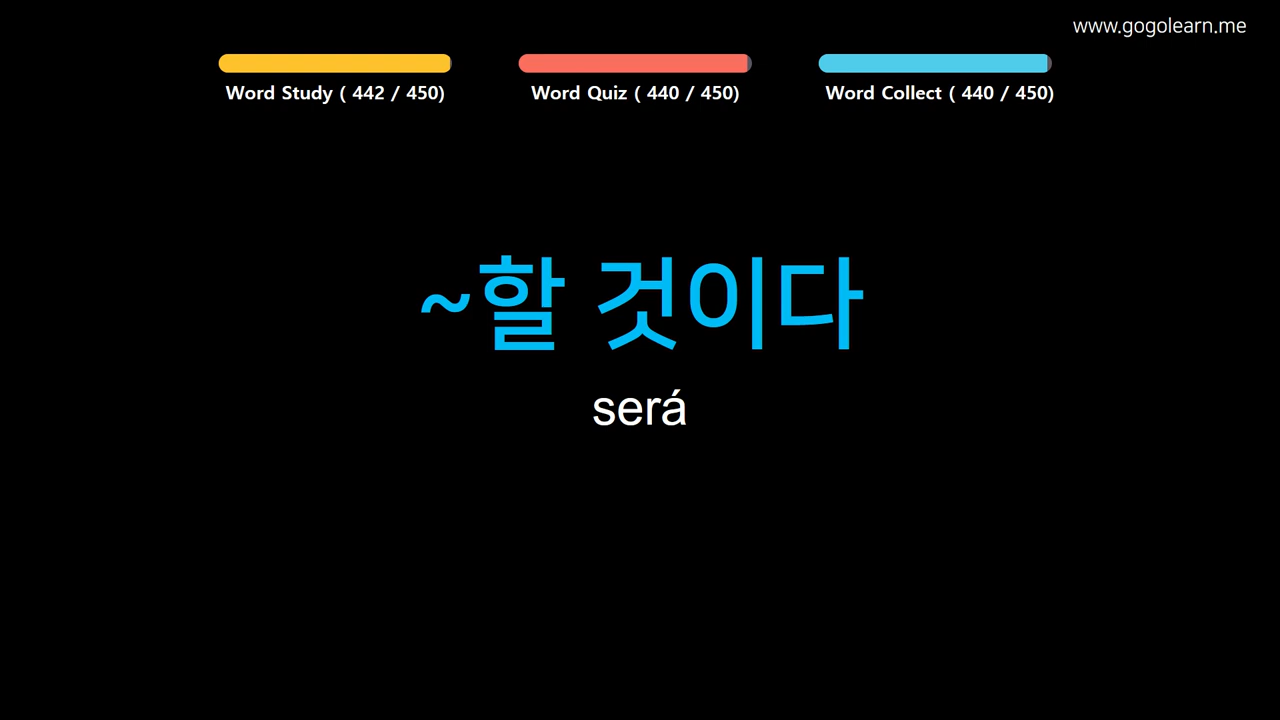 www.gogolearn.me
Word Study ( 442 / 450)
Word Quiz ( 440 / 450)
Word Collect ( 440 / 450)
~할 것이다
será